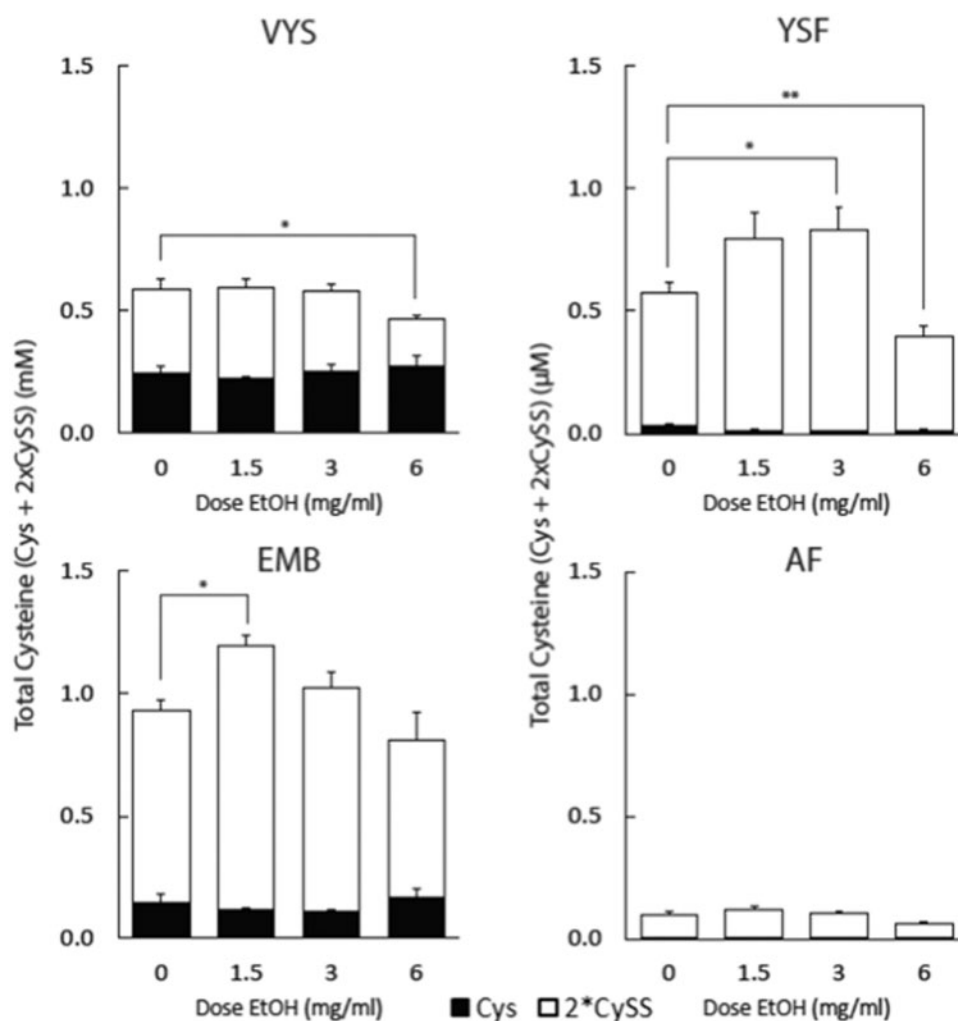 VYS
1.5
1.0
0.5
0.0
*
0 1.5 3 6
Dose EtOH (mg/ml)
YSF
1.5
1.0
0.5
0.0
**
*
0 1.5 3 6
Dose EtOH (mg/ml)
Total Cysteine (Cys + 2xCySS) (mM)
Total Cysteine (Cys + 2xCySS) (µM)
EMB
1.5
1.0
0.5
0.0
*
0 1.5 3 6
Dose EtOH (mg/ml)
AF
1.5
1.0
0.5
0.0
0 1.5 3 6
Dose EtOH (mg/ml)
Cys 2*CySS